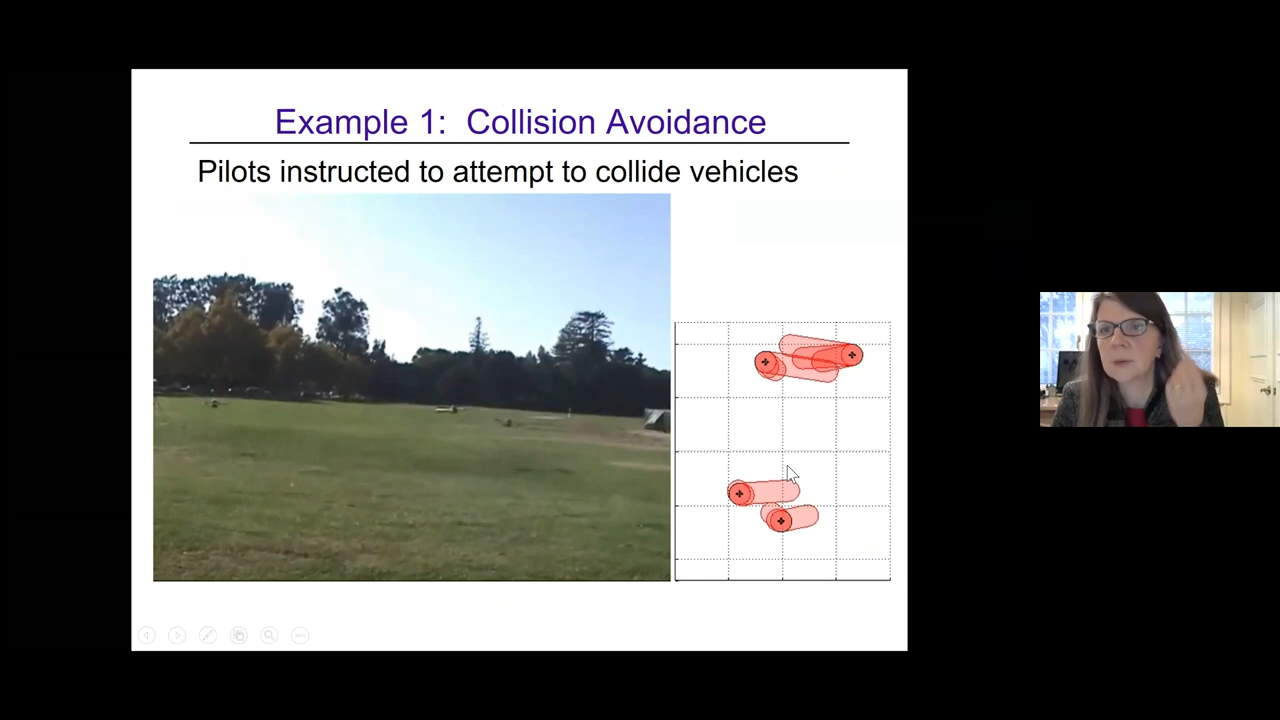 Example 1: Collision Avoidance
Pilots instructed to attempt to collide vehicles